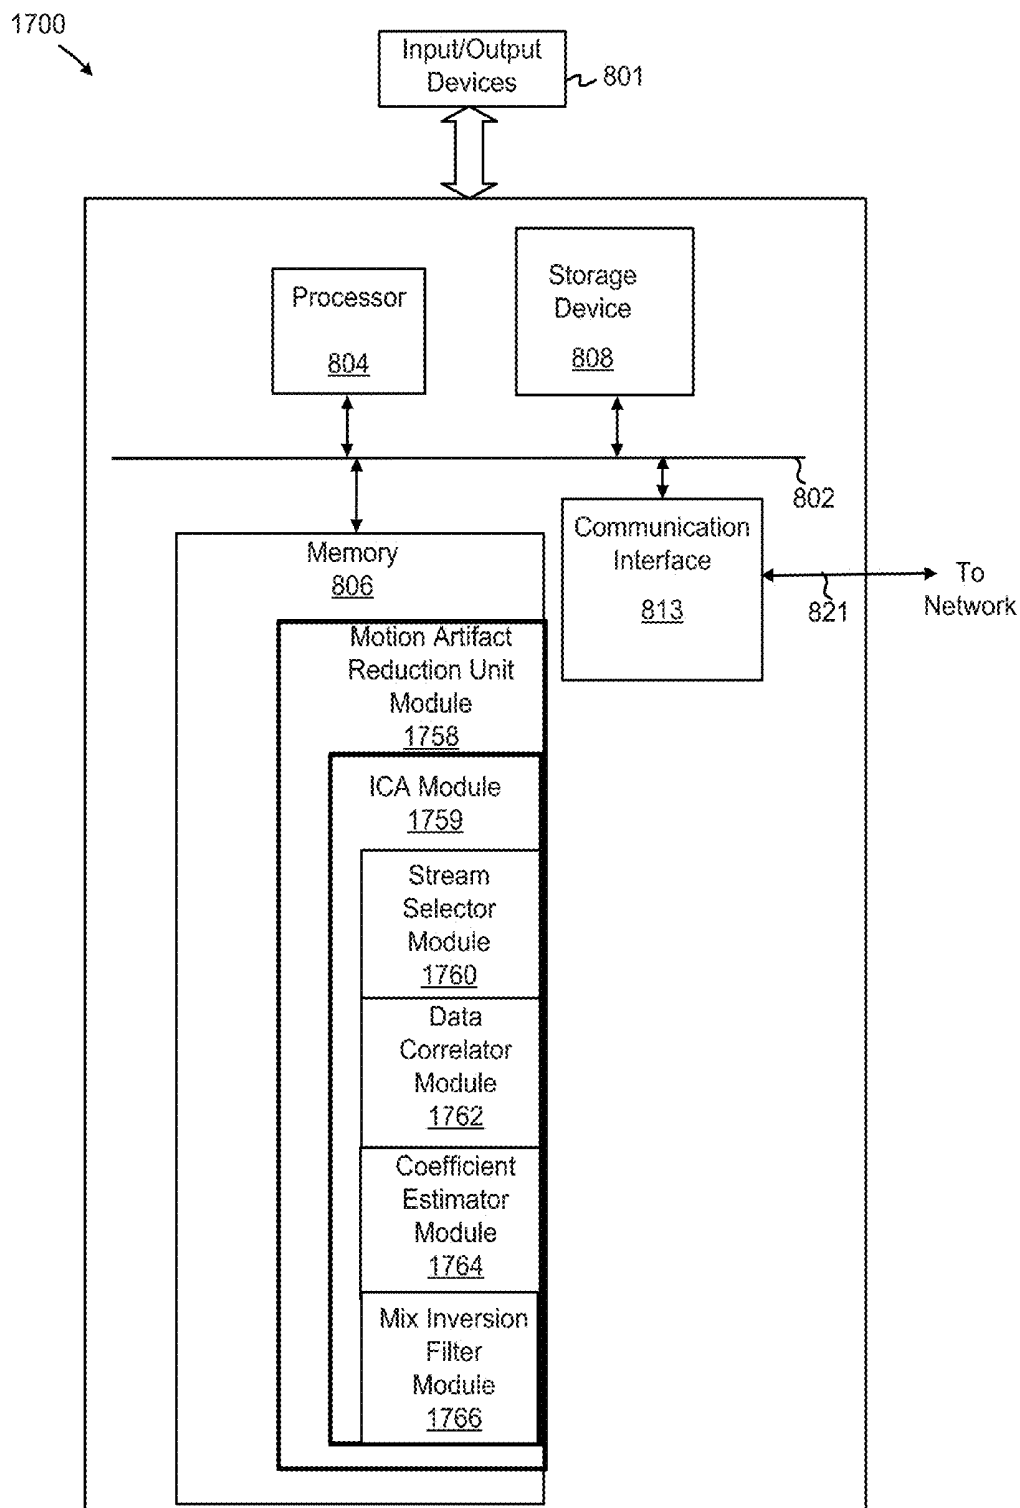 1700
Input/Output
Devices
801
Processor
804
Storage
Device
808
802
Memory
806
Communication
Interface
813
821
To
Network
Motion Artifact
Reduction Unit
Module
1758
ICA Module
1759
Stream
Selector
Module
1760
Data
Correlator
Module
1762
Coefficient
Estimator
Module
1764
Mix Inversion
Filter
Module
1766